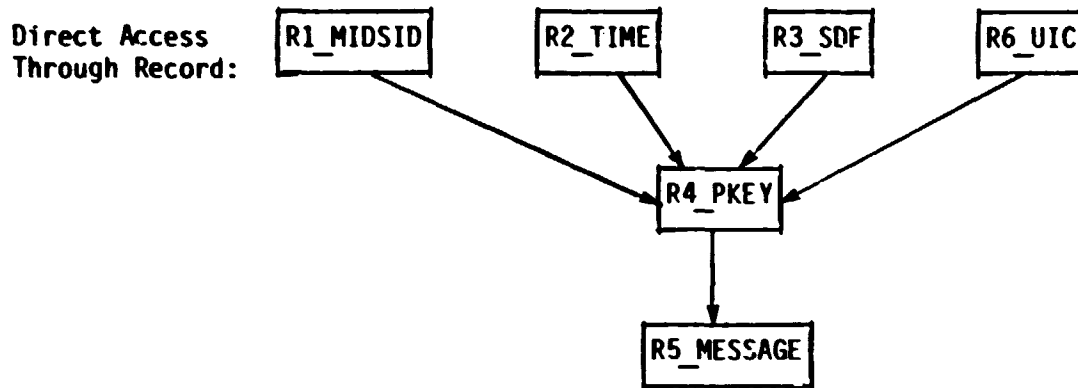 Direct Access
Through Record:
R1_MIDSID
R2_TIME
R3_SDF
R6_UIC
R4_PKEY
R5_MESSAGE